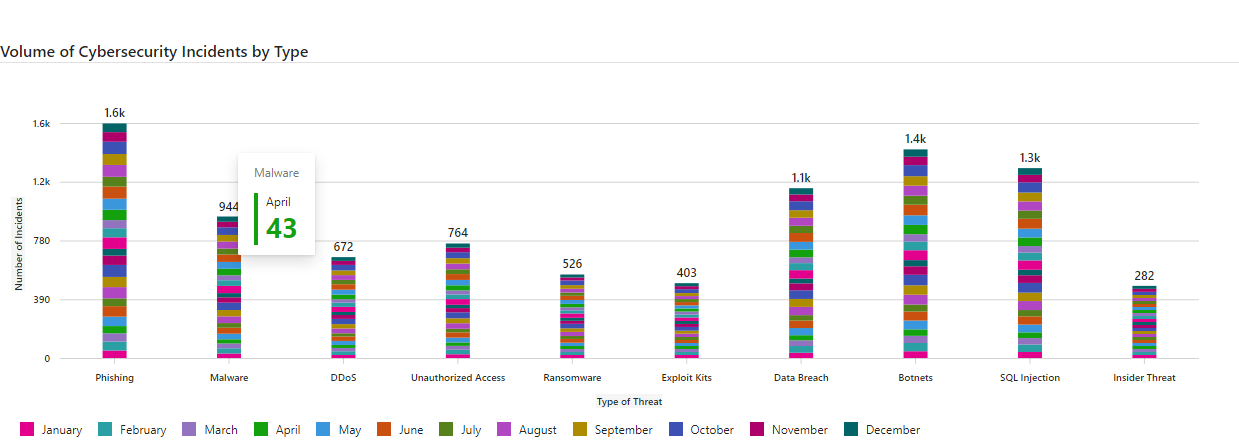 Volume of Cybersecurity Incidents by Type
Number of Incidents
1.6k
1.2k
780
390
0
1.6k
944
672
764
526
403
1.1k
1.4k
1.3k
282
Malware
April
43
Phishing
Malware
DDoS
Unauthorized Access
Ransomware
Exploit Kits
Data Breach
Botnets
SQL Injection
Insider Threat
Type of Threat
January
February
March
April
May
June
July
August
September
October
November
December